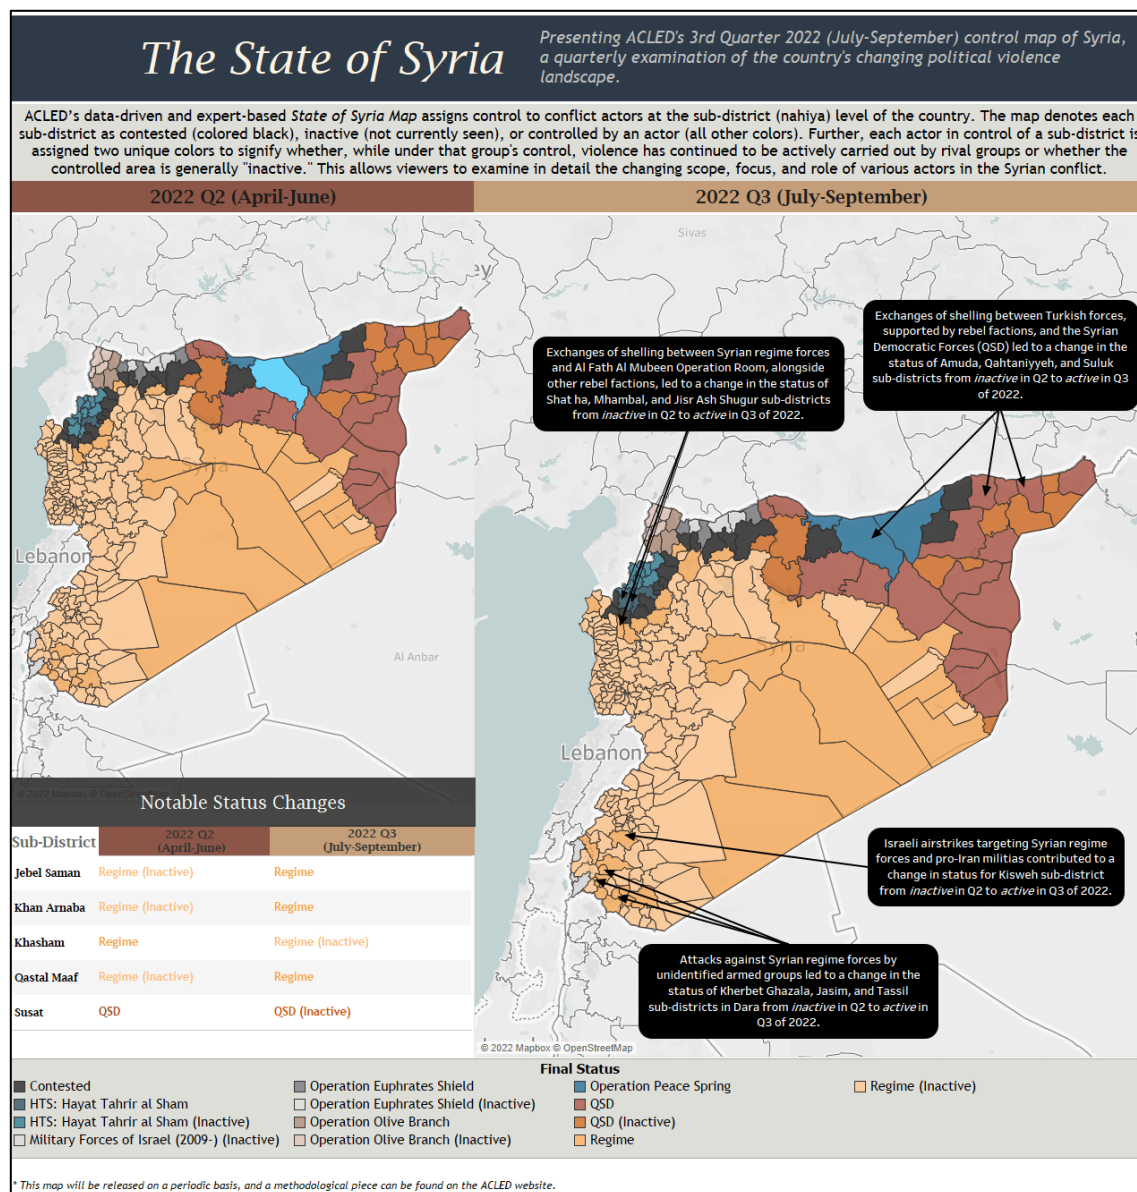 The State of Syria
Presenting ACLED's 3rd Quarter 2022 (July-September) control map of Syria,
a quarterly examination of the country's changing political violence
landscape.
ACLED's data-driven and expert-based State of Syria Map assigns control to conflict actors at the sub-district (nahiya) level of the country. The map denotes each
sub-district as contested (colored black), inactive (not currently seen), or controlled by an actor (all other colors). Further, each actor in control of a sub-district is
assigned two unique colors to signify whether, while under that group's control, violence has continued to be actively carried out by rival groups or whether the
controlled area is generally "inactive." This allows viewers to examine in detail the changing scope, focus, and role of various actors in the Syrian conflict.
2022 Q2 (April-June)
2022 Q3 (July-September)
Sivas
ey
Exchanges of shelling between Turkish forces,
supported by rebel factions, and the Syrian
Democratic Forces (QSD) led to a change in the
status of Amuda, Qahtaniyyeh, and Suluk
sub-districts from inactive in Q2 to active in Q3
of 2022.
Exchanges of shelling between Syrian regime forces
and Al Fath Al Mubeen Operation Room, alongside
other rebel factions, led to a change in the status of
Shat ha, Mhambal, and Jisr Ash Shugur sub-districts
from inactive in Q2 to active in Q3 of 2022.
Syria
Lebanon
Al Anbar
Syria
Lebanon
© 2022 Mapbox © OpenStreetMap
Notable Status Changes
Sub-District
2022 Q2
(April-June)
2022 Q3
(July-September)
Jebel Saman Regime (Inactive) Regime
Khan Arnaba Regime (Inactive) Regime
Khasham Regime Regime (Inactive)
Qastal Maaf Regime (Inactive) Regime
Susat QSD QSD (Inactive)
Israeli airstrikes targeting Syrian regime
forces and pro-Iran militias contributed to a
change in status for Kisweh sub-district
from inactive in Q2 to active in Q3 of 2022.
Attacks against Syrian regime forces by
unidentified armed groups led to a change in the
status of Kherbet Ghazala, Jasim, and Tassil
sub-districts in Dara from inactive in Q2 to active in
Q3 of 2022.
© 2022 Mapbox © OpenStreetMap
Final Status
Contested
HTS: Hayat Tahrir al Sham
HTS: Hayat Tahrir al Sham (Inactive)
Military Forces of Israel (2009-) (Inactive)
Operation Euphrates Shield
Operation Euphrates Shield (Inactive)
Operation Olive Branch
Operation Olive Branch (Inactive)
Operation Peace Spring
QSD
QSD (Inactive)
Regime
Regime (Inactive)
* This map will be released on a periodic basis, and a methodological piece can be found on the ACLED website.